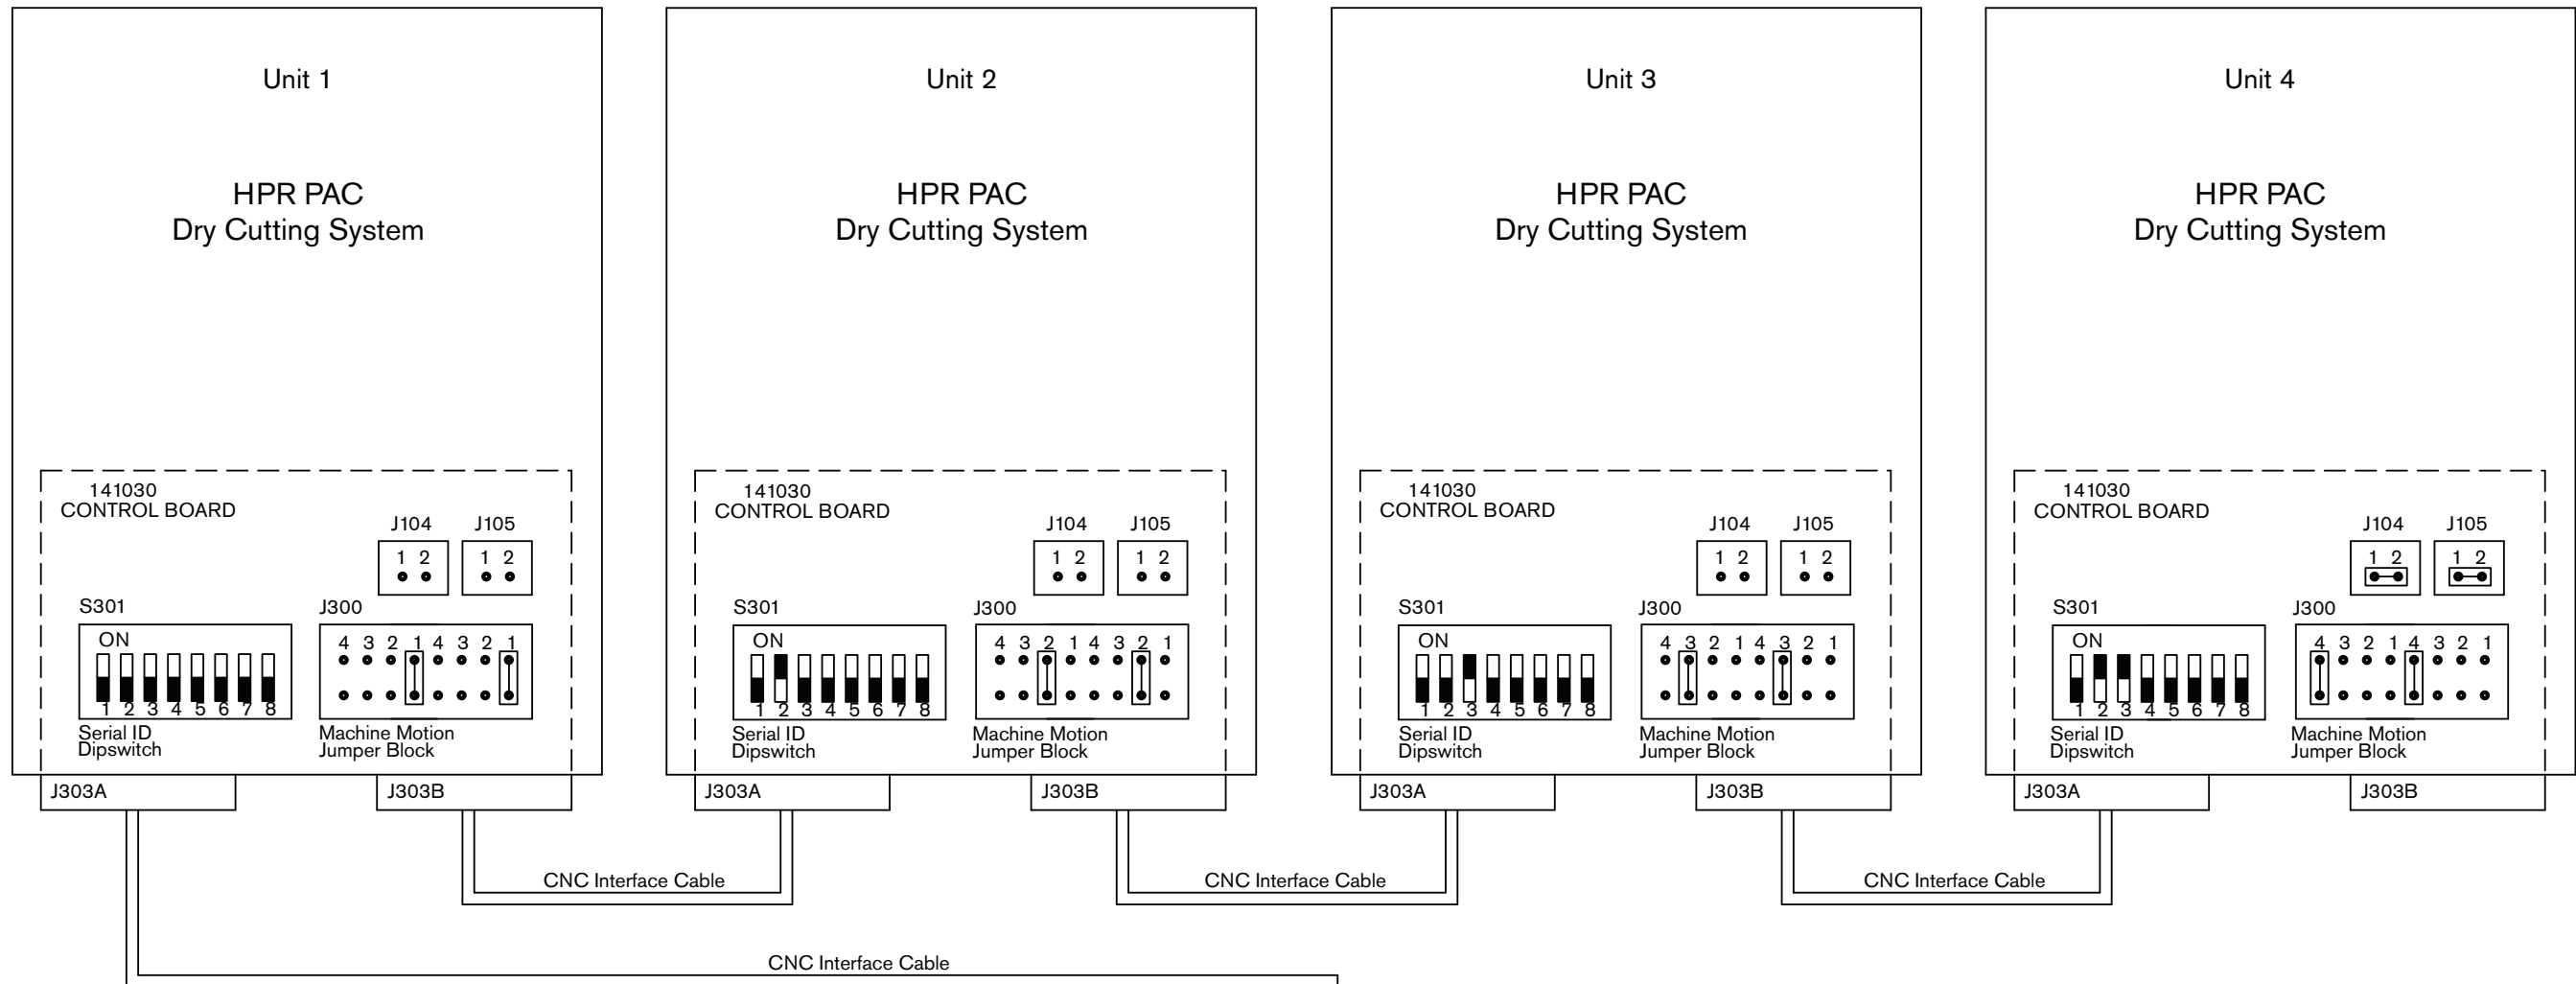 Unit 1
HPR PAC
Dry Cutting System
141030
CONTROL BOARD
J104 J105
1 2 1 2
S301 J300
ON
4 3 2 1 4 3 2 1
1 2 3 4 5 6 7 8
Serial ID
Dipswitch
Machine Motion
Jumper Block
J303A J303B
Unit 2
HPR PAC
Dry Cutting System
141030
CONTROL BOARD
J104 J105
1 2 1 2
S301 J300
ON
4 3 2 1 4 3 2 1
1 2 3 4 5 6 7 8
Serial ID
Dipswitch
Machine Motion
Jumper Block
J303A J303B
Unit 3
HPR PAC
Dry Cutting System
141030
CONTROL BOARD
J104 J105
1 2 1 2
S301 J300
ON
4 3 2 1 4 3 2 1
1 2 3 4 5 6 7 8
Serial ID
Dipswitch
Machine Motion
Jumper Block
J303A J303B
Unit 4
HPR PAC
Dry Cutting System
141030
CONTROL BOARD
J104 J105
1 2 1 2
S301 J300
ON
4 3 2 1 4 3 2 1
1 2 3 4 5 6 7 8
Serial ID
Dipswitch
Machine Motion
Jumper Block
J303A J303B
CNC Interface Cable
CNC Interface Cable
CNC Interface Cable
CNC Interface Cable